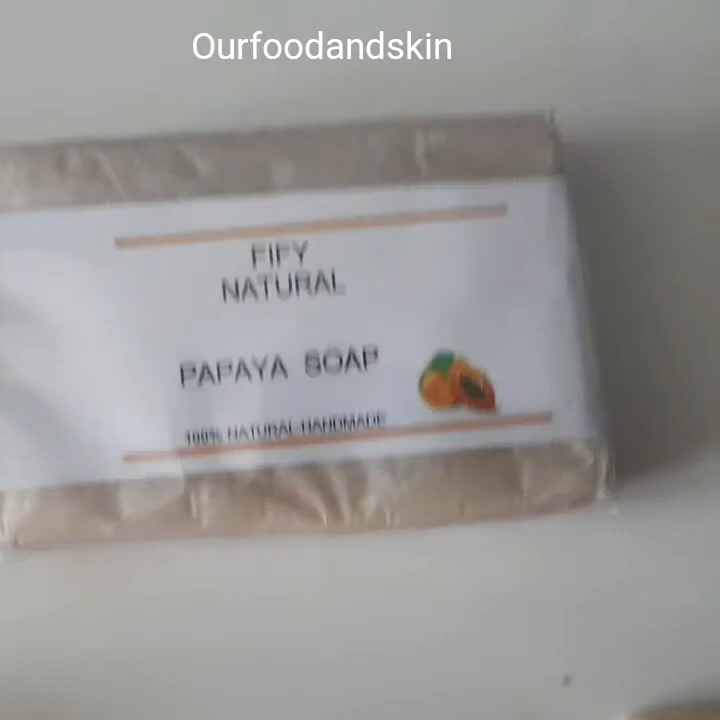 Ourfoodandskin
FIFY
NATURAL
PAPAYA SOAP
100% NATURAL HANDMADE